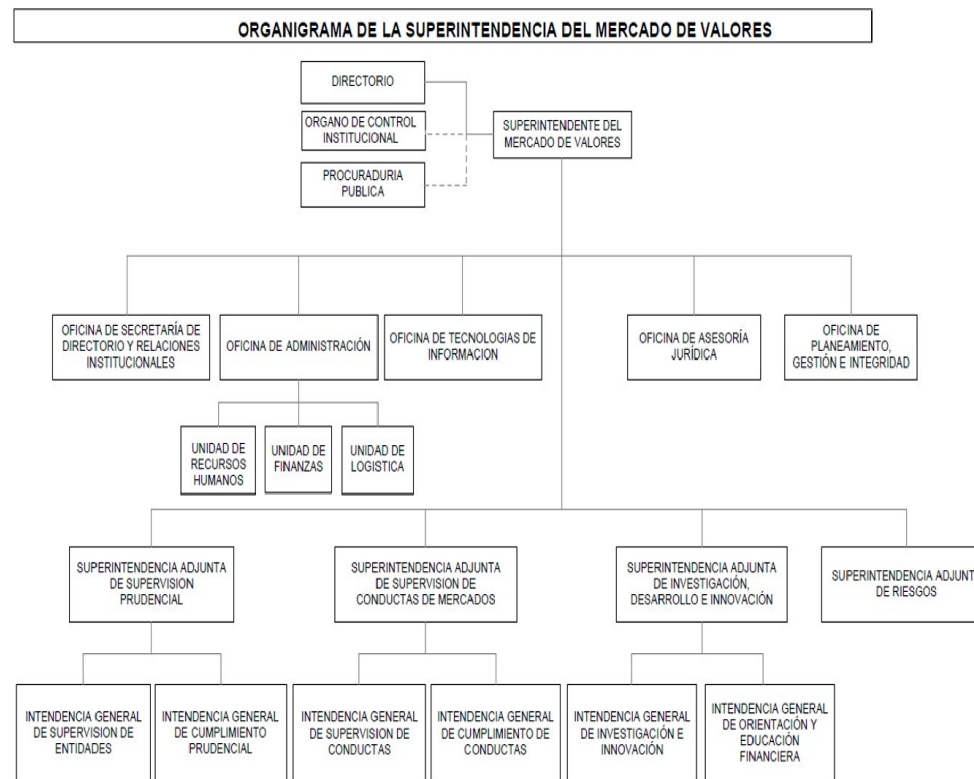 ORGANIGRAMA DE LA SUPERINTENDENCIA DEL MERCADO DE VALORES
DIRECTORIO
ORGANO DE CONTROL
INSTITUCIONAL
SUPERINTENDENTE DEL
MERCADO DE VALORES
PROCURADURIA
PUBLICA
OFICINA DE SECRETARÍA DE
DIRECTORIO Y RELACIONES
INSTITUCIONALES
OFICINA DE ADMINISTRACIÓN
OFICINA DE TECNOLOGIAS DE
INFORMACION
OFICINA DE ASESORÍA
JURÍDICA
OFICINA DE
PLANEAMIENTO,
GESTIÓN E INTEGRIDAD
UNIDAD DE
RECURSOS
HUMANOS
UNIDAD DE
FINANZAS
UNIDAD DE
LOGISTICA
SUPERINTENDENCIA ADJUNTA
DE SUPERVISION
PRUDENCIAL
SUPERINTENDENCIA ADJUNTA
DE SUPERVISION DE
CONDUCTAS DE MERCADOS
SUPERINTENDENCIA ADJUNTA
DE INVESTIGACIÓN,
DESARROLLO E INNOVACIÓN
SUPERINTENDENCIA ADJUNT
DE RIESGOS
INTENDENCIA GENERAL
DE SUPERVISION DE
ENTIDADES
INTENDENCIA GENERAL
DE CUMPLIMIENTO
PRUDENCIAL
INTENDENCIA GENERAL
DE SUPERVISION DE
CONDUCTAS
INTENDENCIA GENERAL
DE CUMPLIMIENTO DE
CONDUCTAS
INTENDENCIA GENERAL
DE INVESTIGACIÓN E
INNOVACIÓN
INTENDENCIA GENERAL
DE ORIENTACIÓN Y
EDUCACIÓN
FINANCIERA